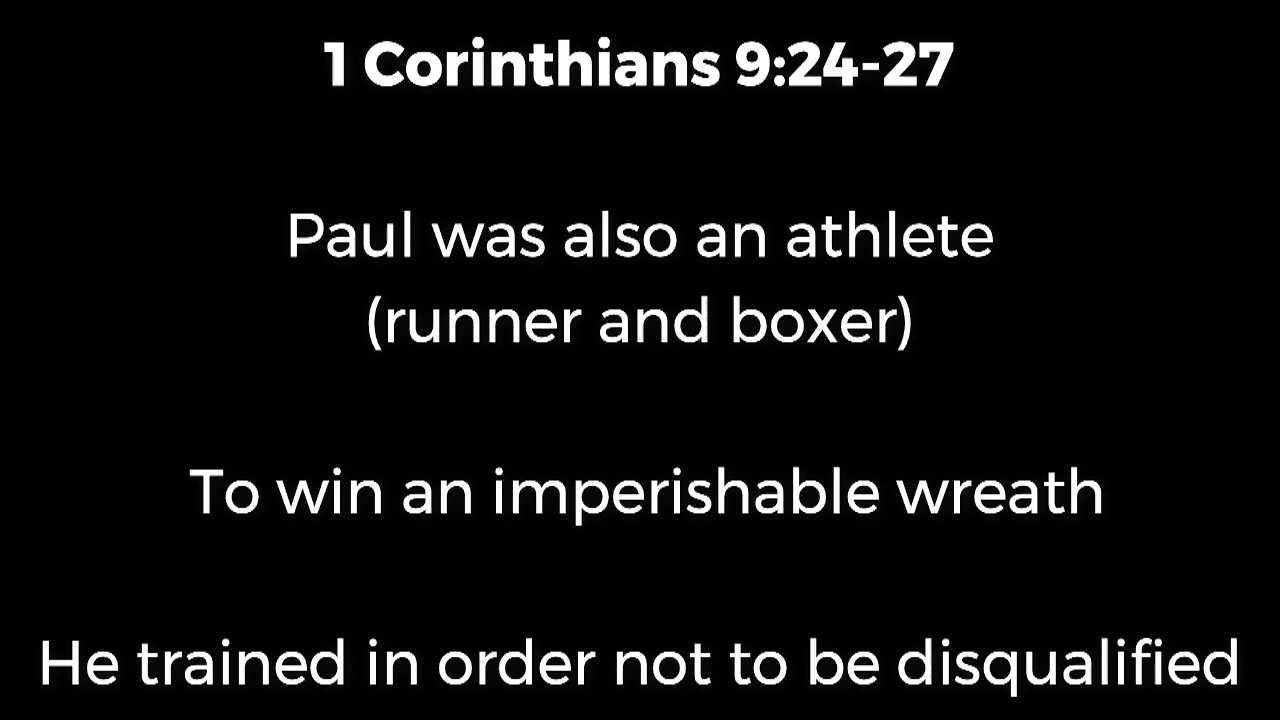 1 Corinthians 9:24-27
Paul was also an athlete
(runner and boxer)
To win an imperishable wreath
He trained in order not to be disqualified